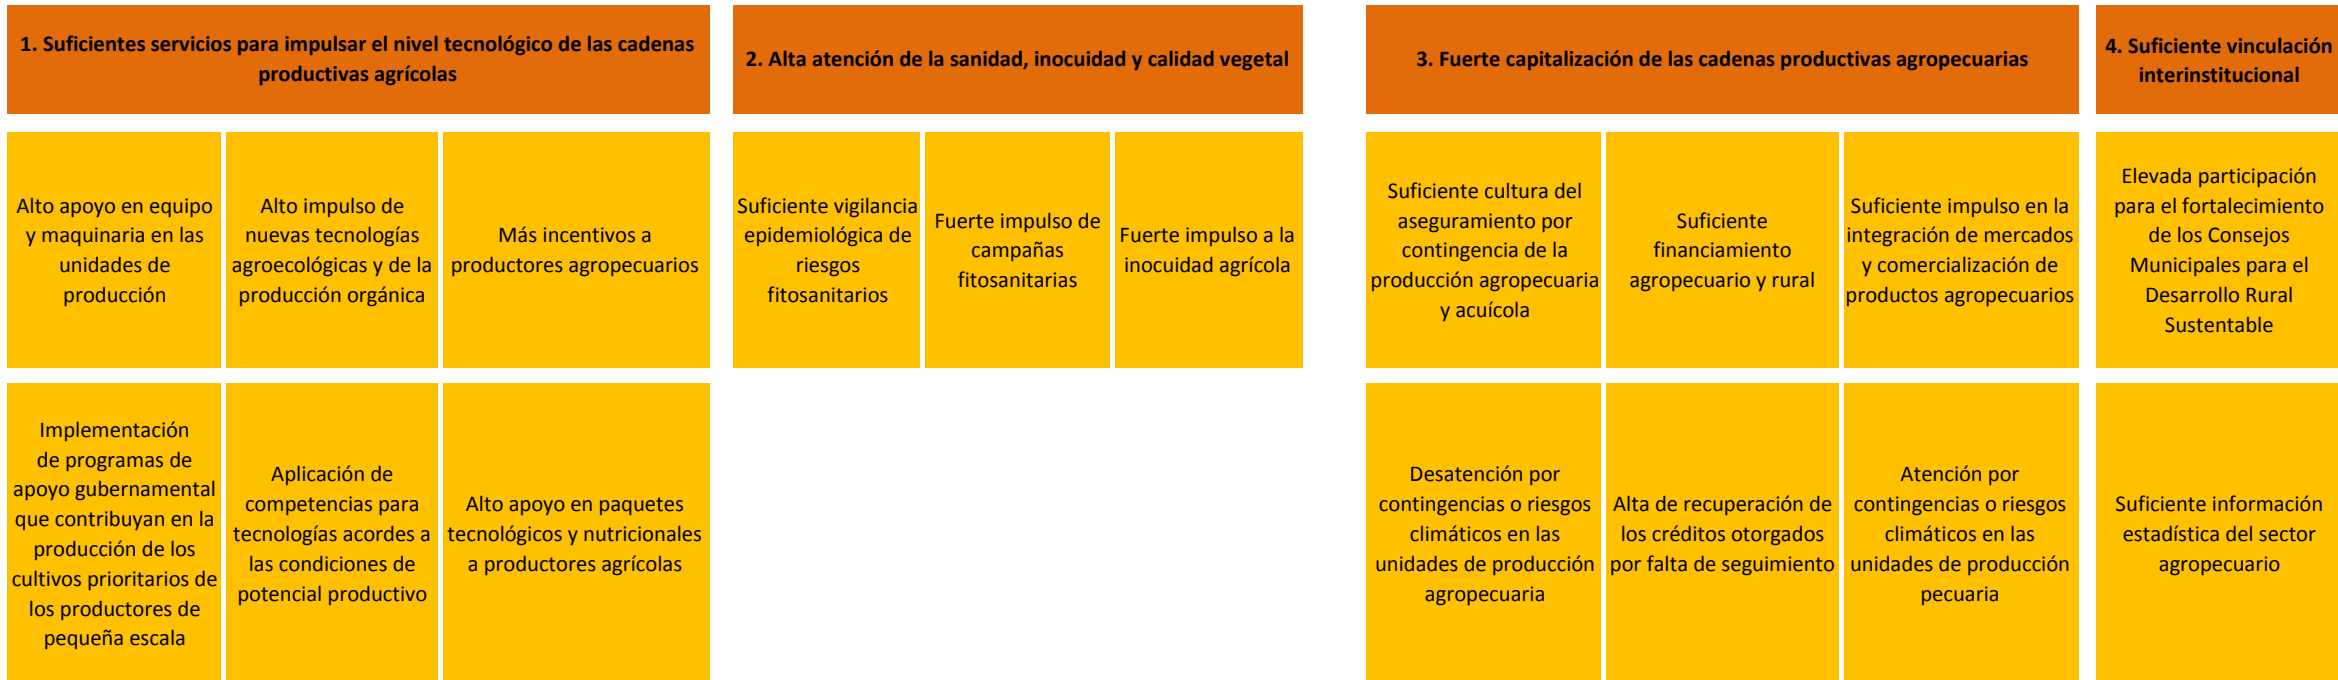 1. Suficientes servicios para impulsar el nivel tecnológico de las cadenas
productivas agrícolas
2. Alta atención de la sanidad, inocuidad y calidad vegetal
3. Fuerte capitalización de las cadenas productivas agropecuarias
4. Suficiente vinculación
interinstitucional
Alto apoyo en equipo
y maquinaria en las
unidades de
producción
Alto impulso de
nuevas tecnologías
agroecológicas y de la
producción orgánica
Más incentivos a
productores agropecuarios
Suficiente vigilancia
epidemiológica de
riesgos
fitosanitarios
Fuerte impulso de
campañas
fitosanitarias
Fuerte impulso a la
inocuidad agrícola
Suficiente cultura del
aseguramiento por
contingencia de la
producción agropecuaria
y acuícola
Suficiente
financiamiento
agropecuario y rural
Suficiente impulso en la
integración de mercados
y comercialización de
productos agropecuarios
Elevada participación
para el fortalecimiento
de los Consejos
Municipales para el
Desarrollo Rural
Sustentable
Implementación
de programas de
apoyo gubernamental
que contribuyan en la
producción de los
cultivos prioritarios de
los productores de
pequeña escala
Aplicación de
competencias para
tecnologías acordes a
las condiciones de
potencial productivo
Alto apoyo en paquetes
tecnológicos y nutricionales
a productores agrícolas
Desatención por
contingencias o riesgos
climáticos en las
unidades de producción
agropecuaria
Alta de recuperación de
los créditos otorgados
por falta de seguimiento
Atención por
contingencias o riesgos
climáticos en las
unidades de producción
pecuaria
Suficiente información
estadística del sector
agropecuario